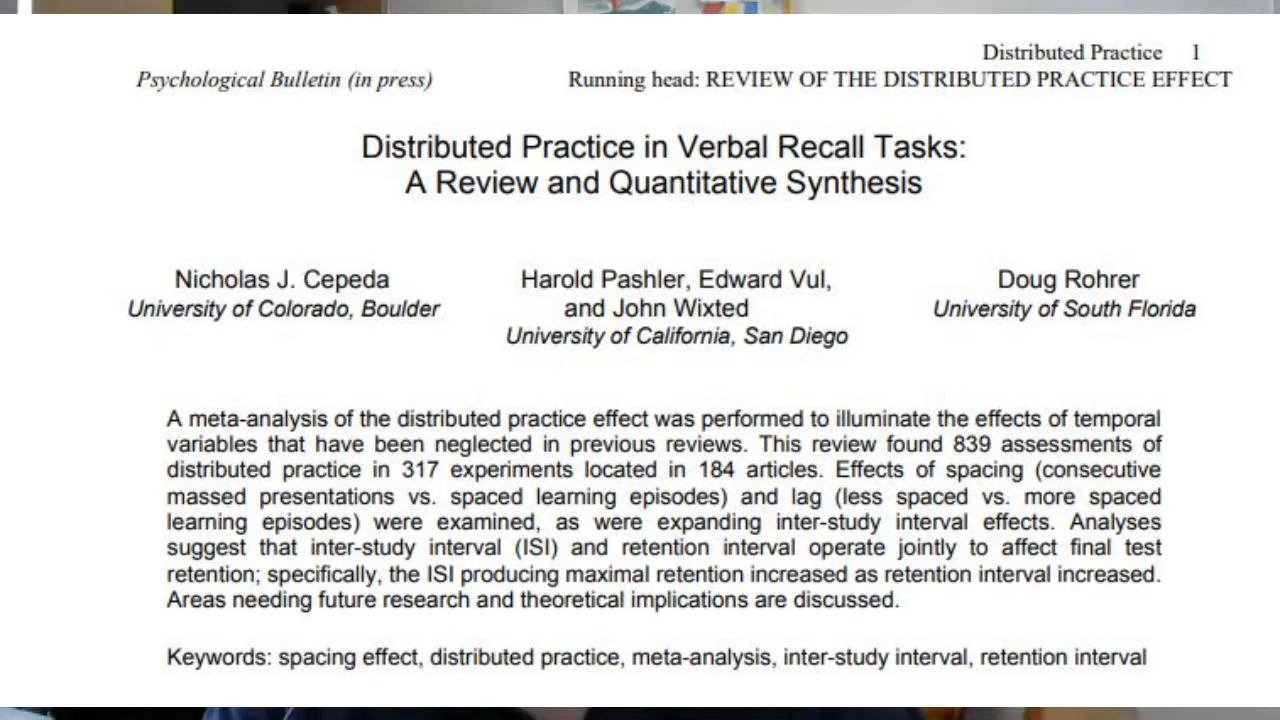 Distributed Practice 1
Psychological Bulletin (in press) Running head: REVIEW OF THE DISTRIBUTED PRACTICE EFFECT
Distributed Practice in Verbal Recall Tasks:
A Review and Quantitative Synthesis
Nicholas J. Cepeda
University of Colorado, Boulder
Harold Pashler, Edward Vul,
and John Wixted
University of California, San Diego
Doug Rohrer
University of South Florida
A meta-analysis of the distributed practice effect was performed to illuminate the effects of temporal
variables that have been neglected in previous reviews. This review found 839 assessments of
distributed practice in 317 experiments located in 184 articles. Effects of spacing (consecutive
massed presentations vs. spaced learning episodes) and lag (less spaced vs. more spaced
learning episodes) were examined, as were expanding inter-study interval effects. Analyses
suggest that inter-study interval (ISI) and retention interval operate jointly to affect final test
retention; specifically, the ISI producing maximal retention increased as retention interval increased.
Areas needing future research and theoretical implications are discussed.
Keywords: spacing effect, distributed practice, meta-analysis, inter-study interval, retention interval